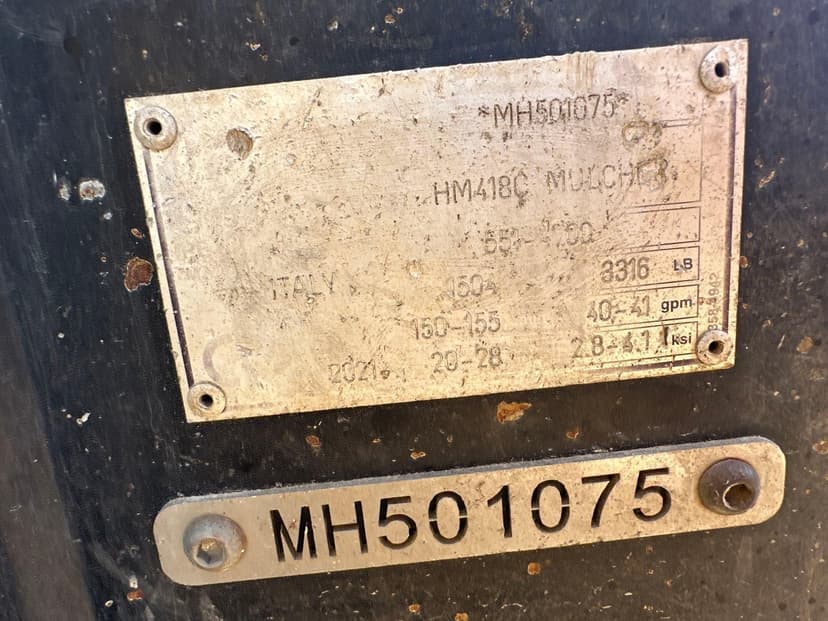 *MH501075*
HM418C MULCHER
ITALY 1504 3316 LB
150-155 40-41 gpm
2021 20-28 2.8-4.1 ksi
MH501075